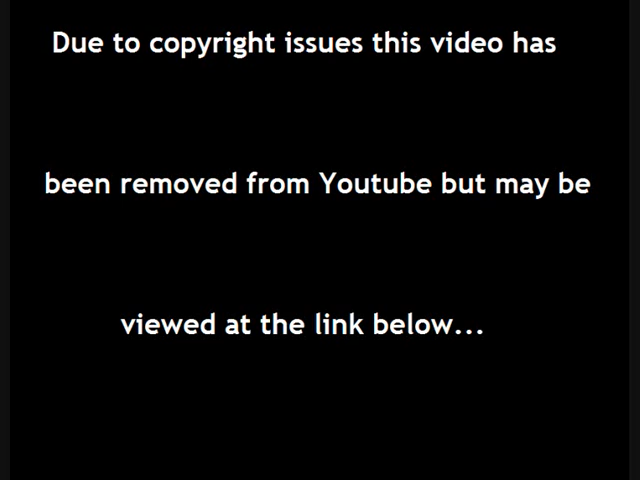 Due to copyright issues this video has
been removed from Youtube but may be
viewed at the link below...